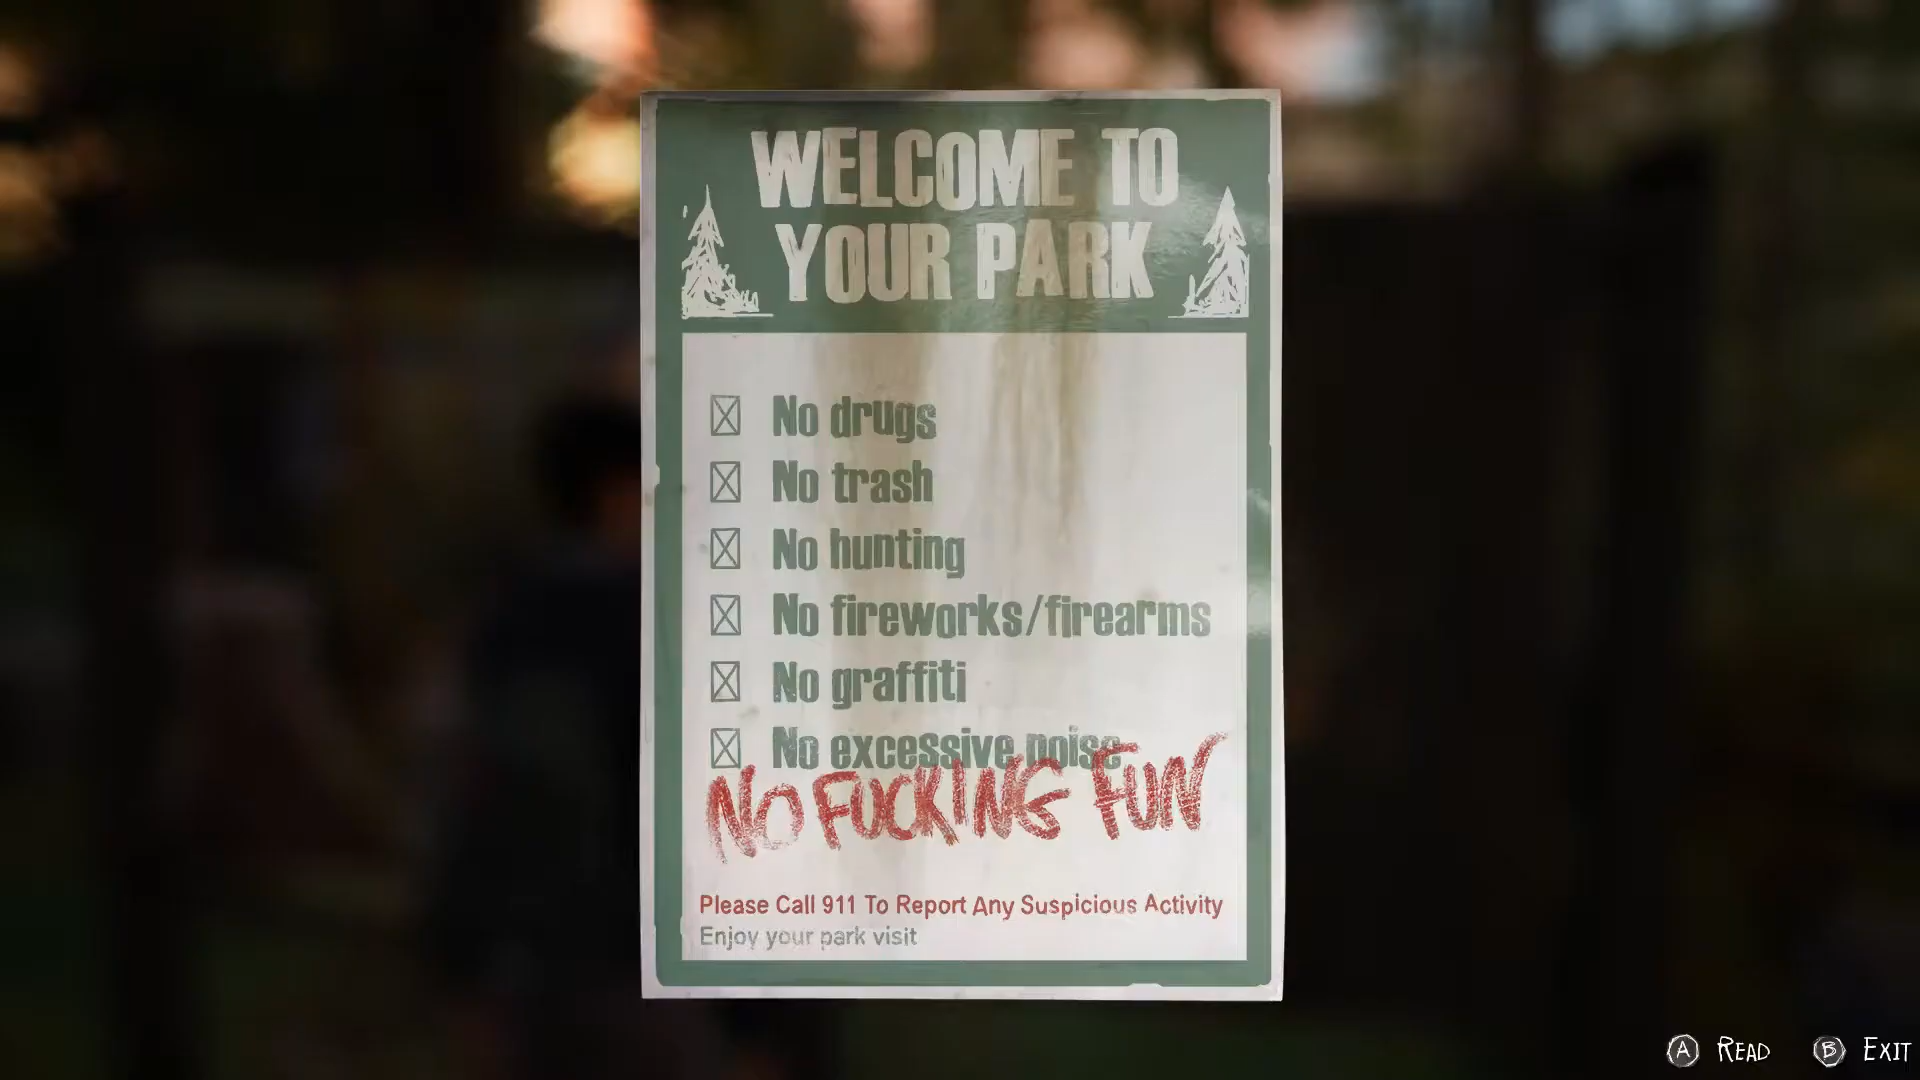 WELCOME TO
YOUR PARK
No drugs
No trash
No hunting
No fireworks/firearms
No graffiti
No excessive noise
NO FUCKING FUN
Please Call 911 To Report Any Suspicious Activity
Enjoy your park visit
A READ B EXIT